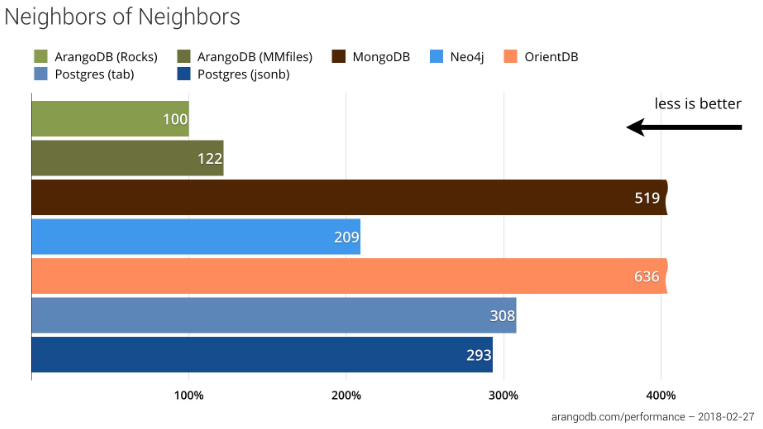 Neighbors of Neighbors
ArangoDB (Rocks) ArangoDB (MMfiles) MongoDB Neo4j OrientDB
Postgres (tab) Postgres (jsonb)
less is better
100
122
519
209
636
308
293
100% 200% 300% 400%
arangodb.com/performance – 2018-02-27